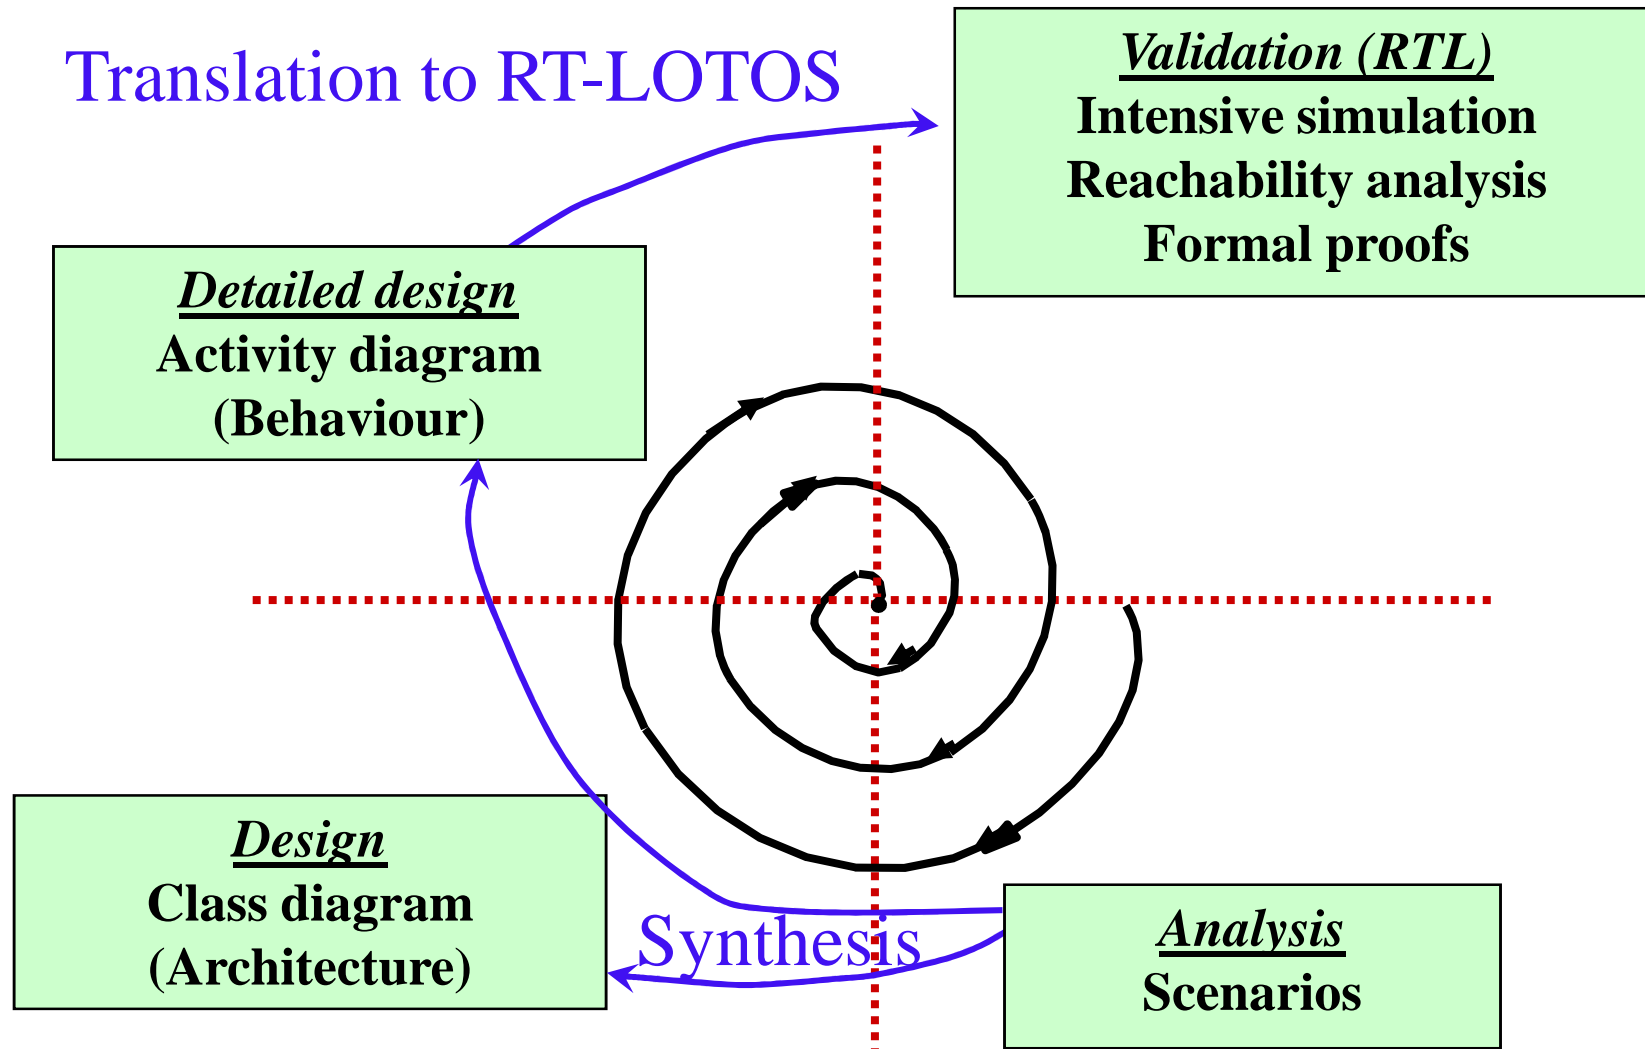 Translation to RT-LOTOS
Validation (RTL)
Intensive simulation
Reachability analysis
Formal proofs
Detailed design
Activity diagram
(Behaviour)
Design
Class diagram
(Architecture)
Synthesis
Analysis
Scenarios